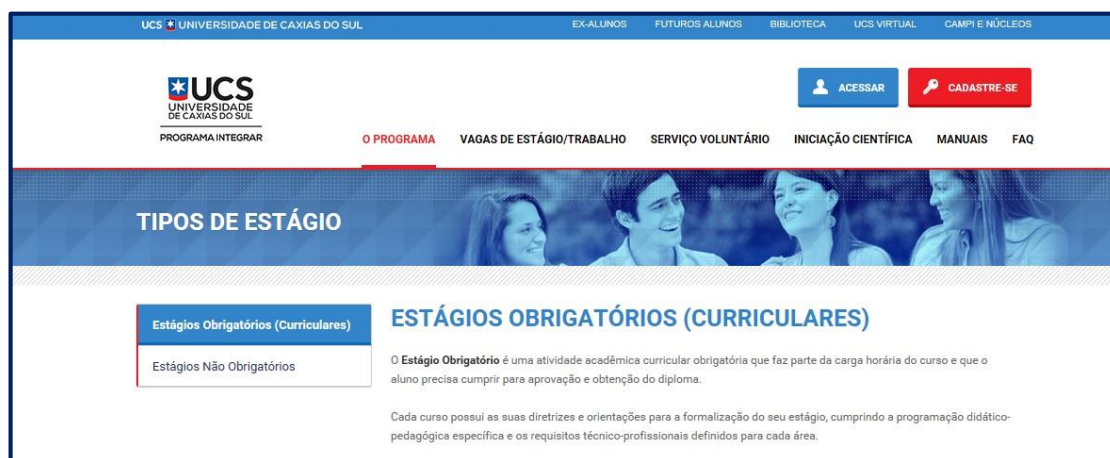 UCS UNIVERSIDADE DE CAXIAS DO SUL
EX-ALUNOS FUTUROS ALUNOS BIBLIOTECA UCS VIRTUAL CAMPI E NÚCLEOS
UCS
UNIVERSIDADE
DE CAXIAS DO SUL
PROGRAMA INTEGRAR
ACESSAR CADASTRE-SE
O PROGRAMA VAGAS DE ESTÁGIO/TRABALHO SERVIÇO VOLUNTÁRIO INICIAÇÃO CIENTÍFICA MANUAIS FAQ
TIPOS DE ESTÁGIO
Estágios Obrigatórios (Curriculares)
Estágios Não Obrigatórios
ESTÁGIOS OBRIGATÓRIOS (CURRICULARES)
O Estágio Obrigatório é uma atividade acadêmica curricular obrigatória que faz parte da carga horária do curso e que o
aluno precisa cumprir para aprovação e obtenção do diploma.
Cada curso possui as suas diretrizes e orientações para a formalização do seu estágio, cumprindo a programação didático-
pedagógica específica e os requisitos técnico-profissionais definidos para cada área.